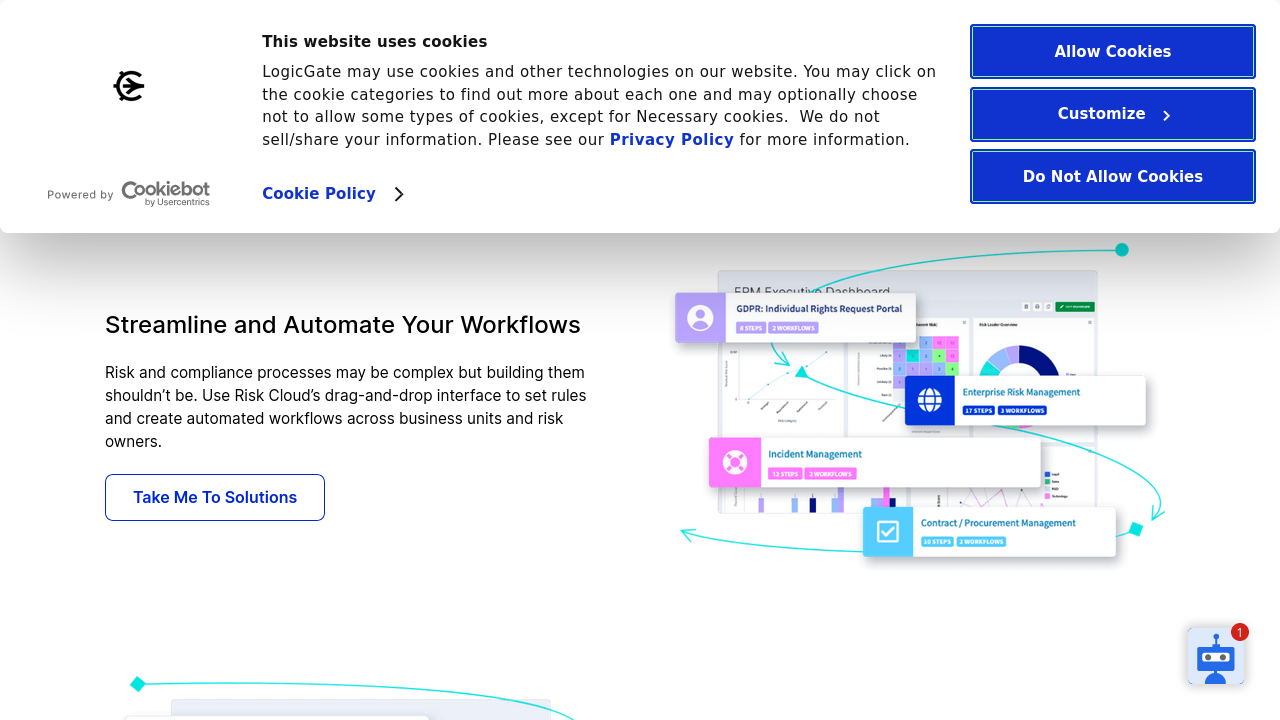 This website uses cookies
LogicGate may use cookies and other technologies on our website. You may click on
the cookie categories to find out more about each one and may optionally choose
not to allow some types of cookies, except for Necessary cookies.  We do not
sell/share your information. Please see our Privacy Policy for more information.
Cookie Policy
Powered by Cookiebot
by Usercentrics
Allow Cookies
Customize
Do Not Allow Cookies
Streamline and Automate Your Workflows
Risk and compliance processes may be complex but building them
shouldn’t be. Use Risk Cloud’s drag-and-drop interface to set rules
and create automated workflows across business units and risk
owners.
Take Me To Solutions
ERM Executive Dashboard
GDPR: Individual Rights Request Portal
8 STEPS 2 WORKFLOWS
Risk Leader Overview
Enterprise Risk Management
17 STEPS 3 WORKFLOWS
Incident Management
12 STEPS 2 WORKFLOWS
Contract / Procurement Management
10 STEPS 2 WORKFLOWS
1